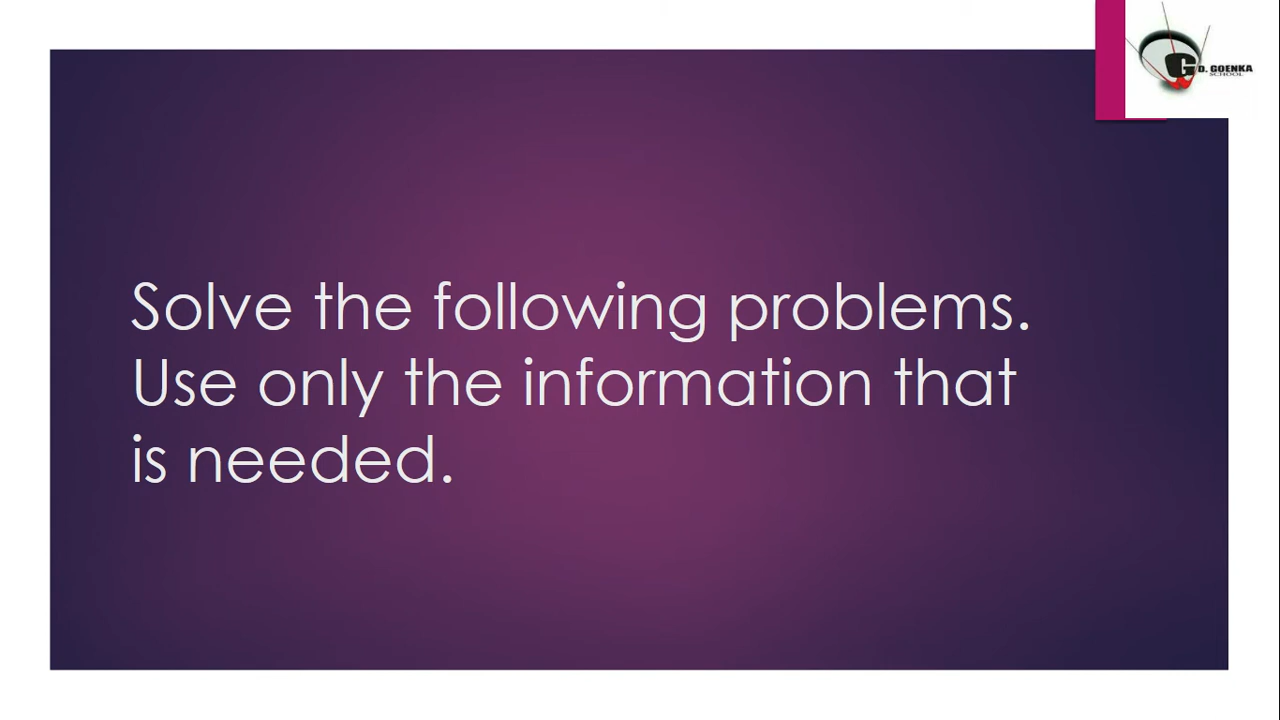 G D. GOENKA
SCHOOL
Solve the following problems.
Use only the information that
is needed.